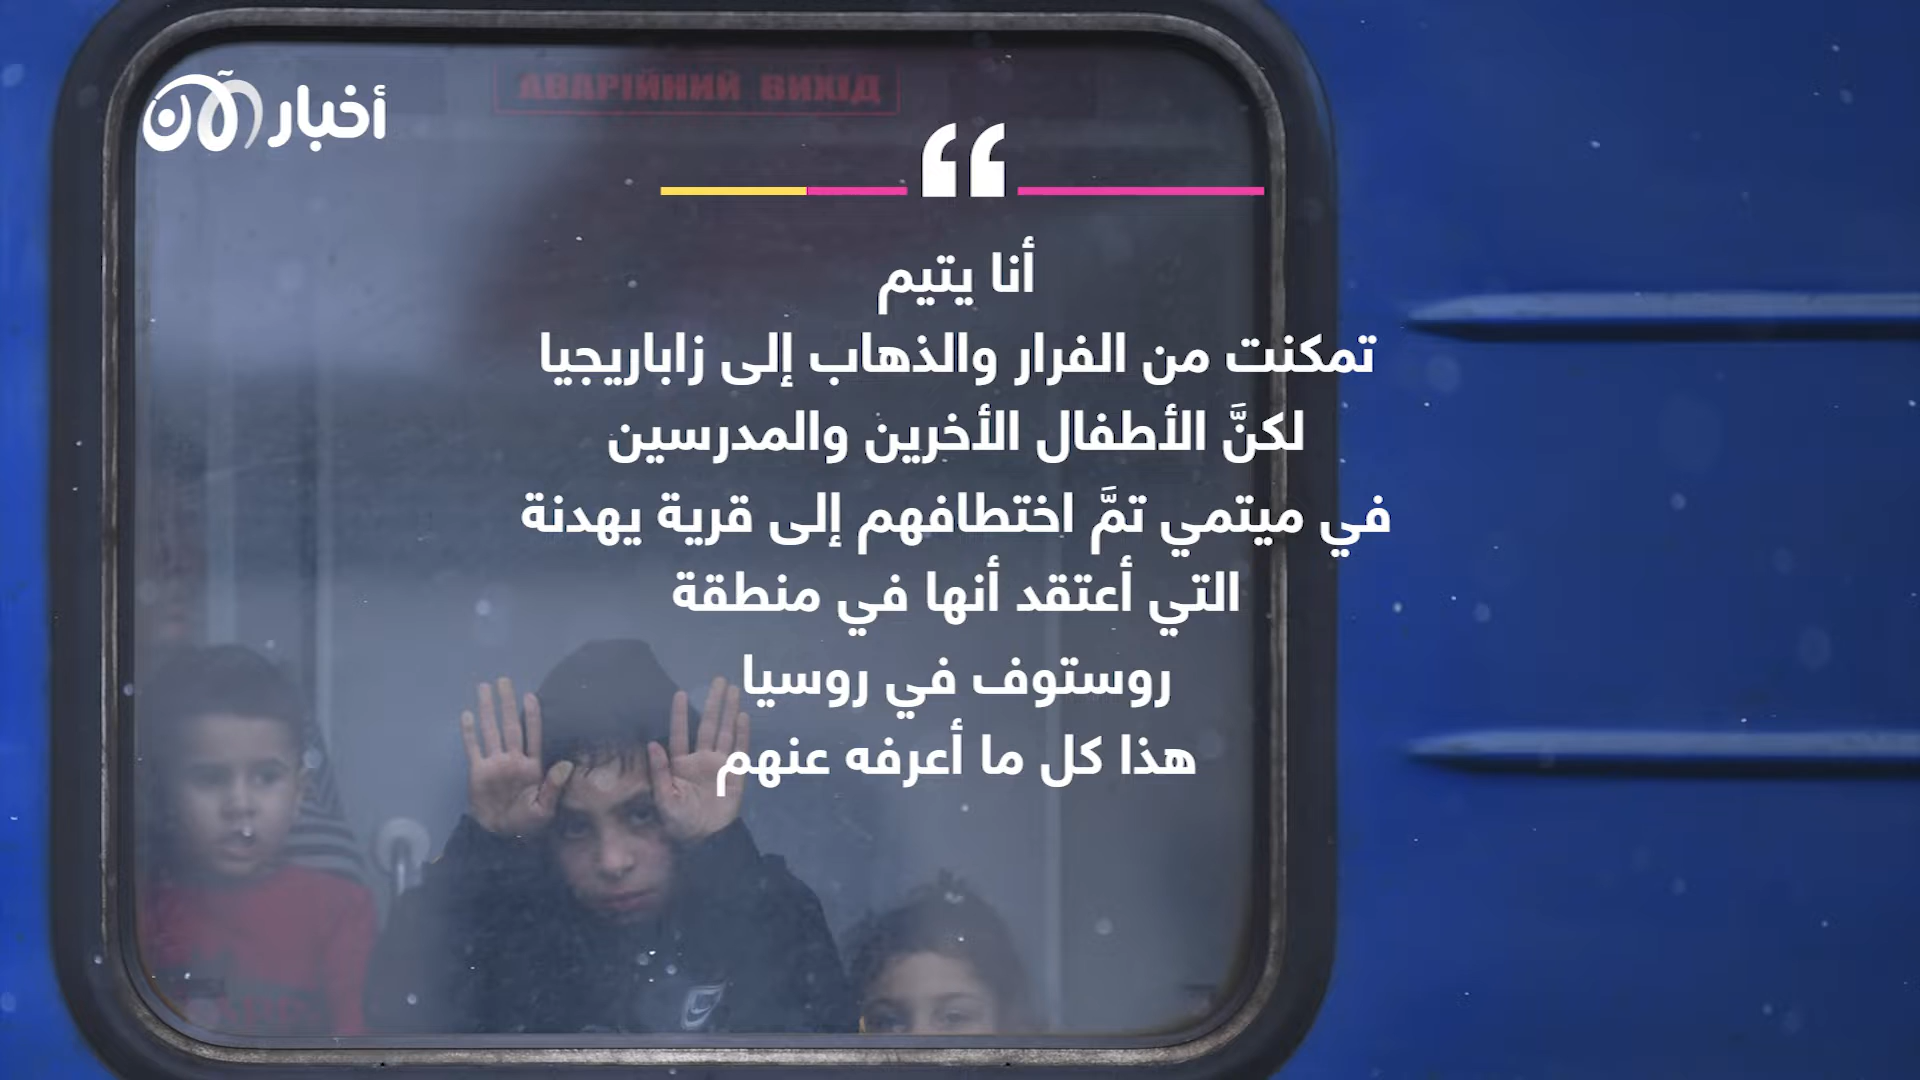 أخبار الآن
АВАРІЙНИЙ ВИХІД
“
أنا يتيم
تمكنت من الفرار والذهاب إلى زاباريجيا
لكنَّ الأطفال الأخرين والمدرسين
في ميتمي تمَّ اختطافهم إلى قرية يهدنة
التي أعتقد أنها في منطقة
روستوف في روسيا
هذا كل ما أعرفه عنهم